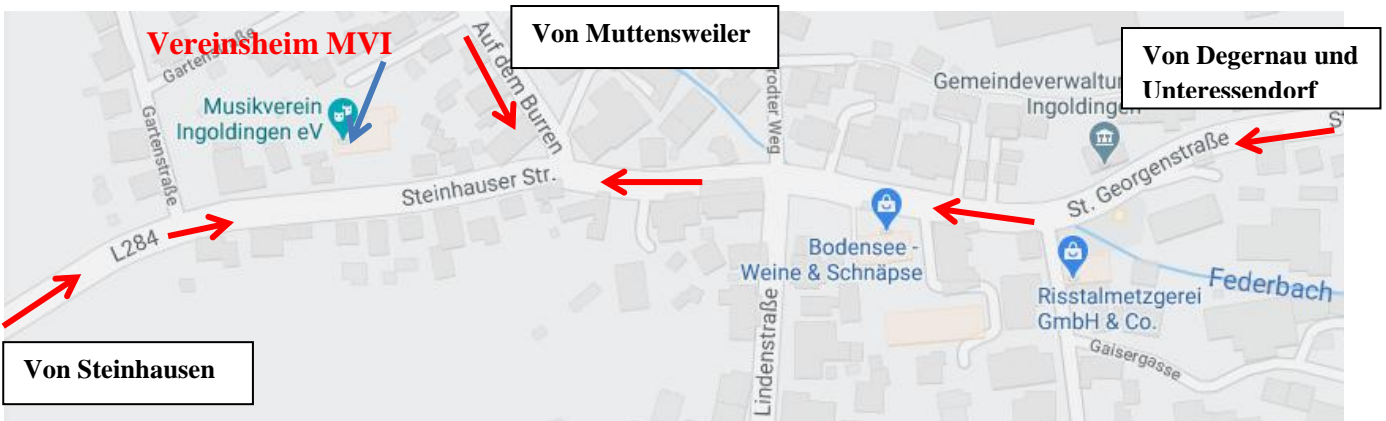 Von Muttensweiler
Von Degernau und
Unteressendorf
Vereinsheim MVI
Gartenstraße
Auf dem Burren
Musikverein
Ingoldingen eV
Gartenstraße
Gemeindeverwaltu
Ingoldingen
St. Georgenstraße
Steinhauser Str.
L284
Bodensee -
Weine & Schnäpse
Federbach
Risstalmetzgerei
GmbH & Co.
Gaisergasse
Lindenstraße
Von Steinhausen